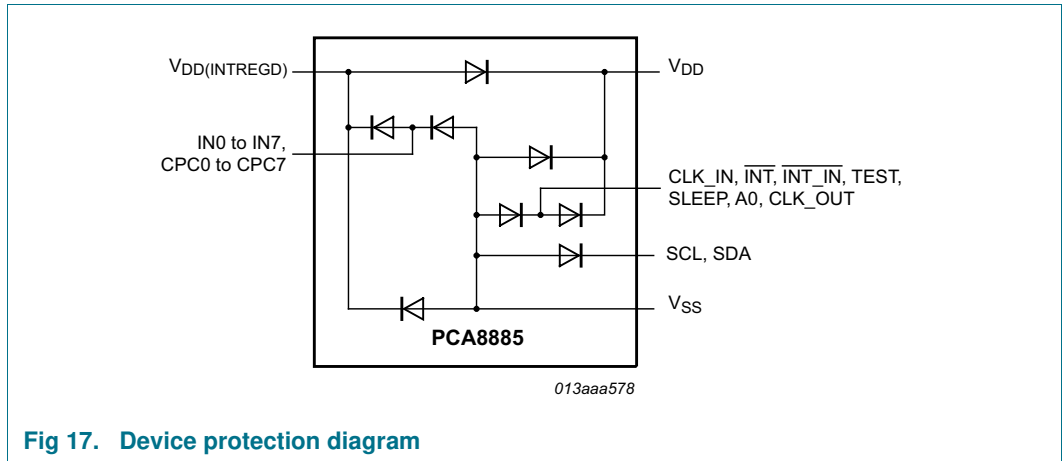 VDD(INTREGD)
VDD
IN0 to IN7,
CPC0 to CPC7
CLK_IN, INT, INT_IN, TEST,
SLEEP, A0, CLK_OUT
SCL, SDA
VSS
PCA8885
013aaa578
Fig 17. Device protection diagram